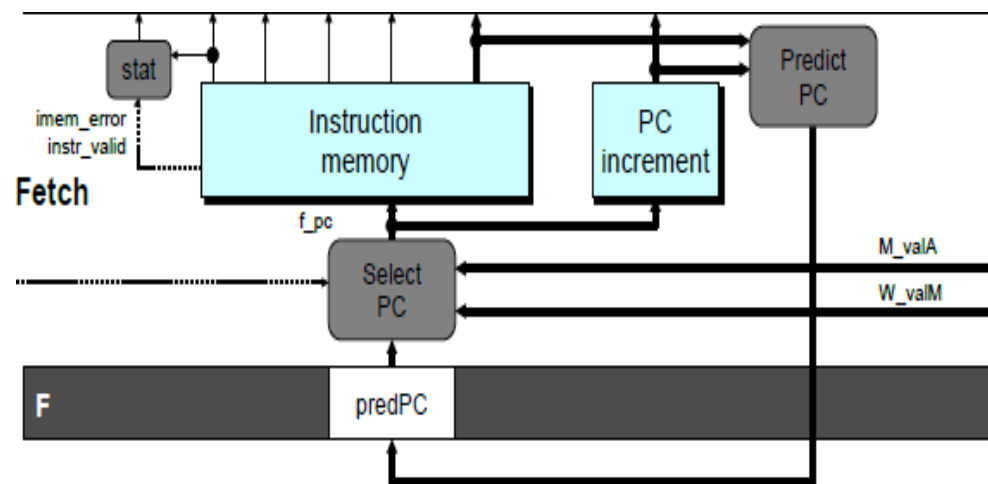 stat
imem_error
instr_valid
Instruction
memory
PC
increment
Predict
PC
Fetch
f_pc
Select
PC
M_valA
W_valM
F
predPC